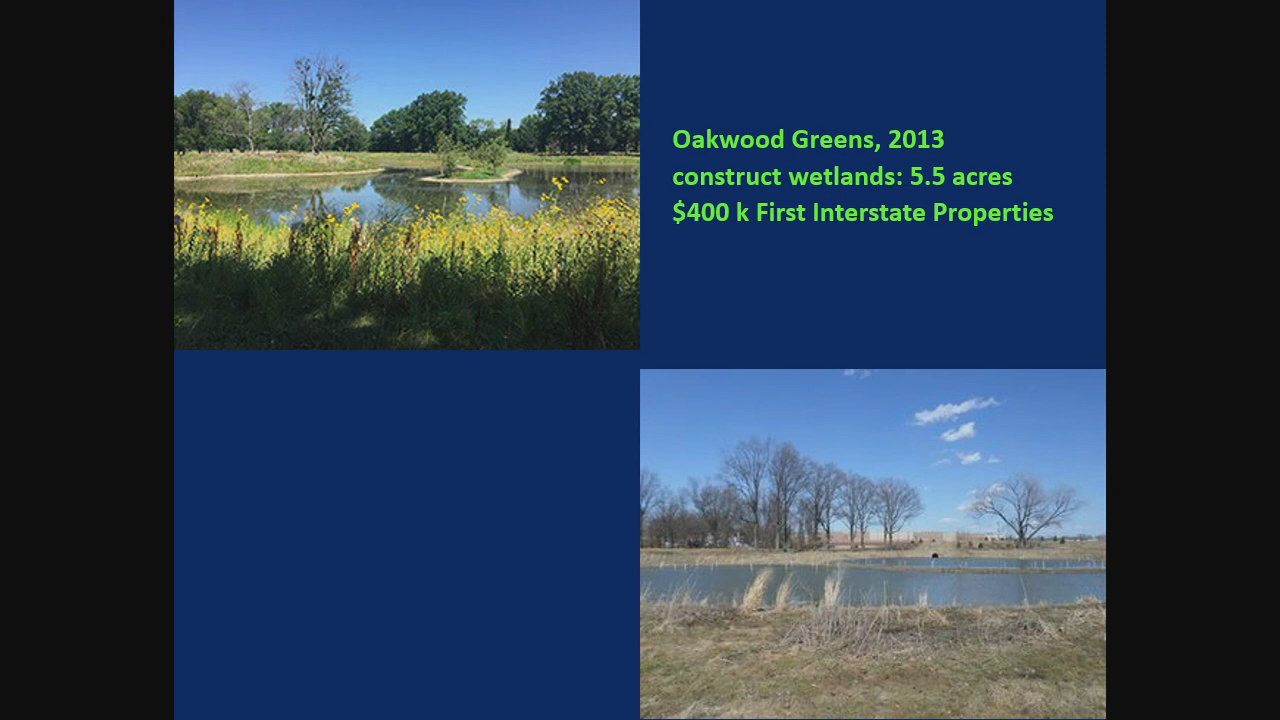 Oakwood Greens, 2013
construct wetlands: 5.5 acres
$400 k First Interstate Properties